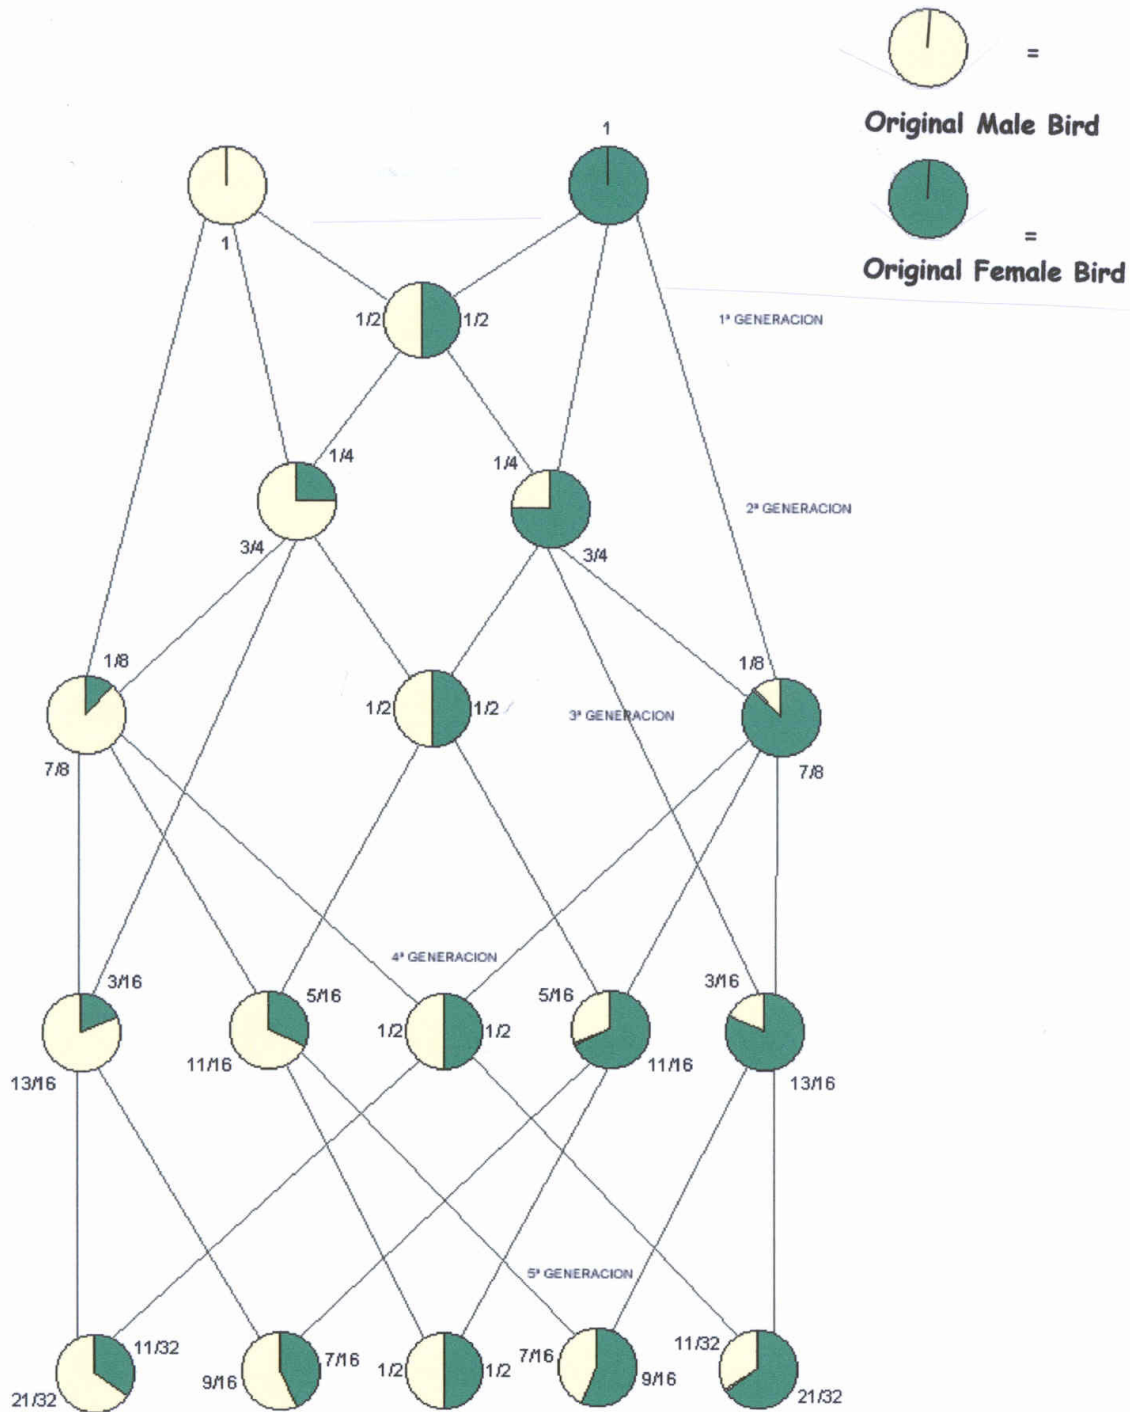 =
Original Male Bird
=
Original Female Bird
1
1
1/2 1/2
1ª GENERACION
1/4 1/4
3/4 3/4
2ª GENERACION
1/8 1/8
1/2 1/2
3ª GENERACION
7/8 7/8
4ª GENERACION
3/16 5/16 5/16 3/16
1/2 1/2
13/16 11/16 11/16 13/16
5ª GENERACION
11/32 7/16 1/2 1/2 7/16 11/32
21/32 9/16 9/16 21/32